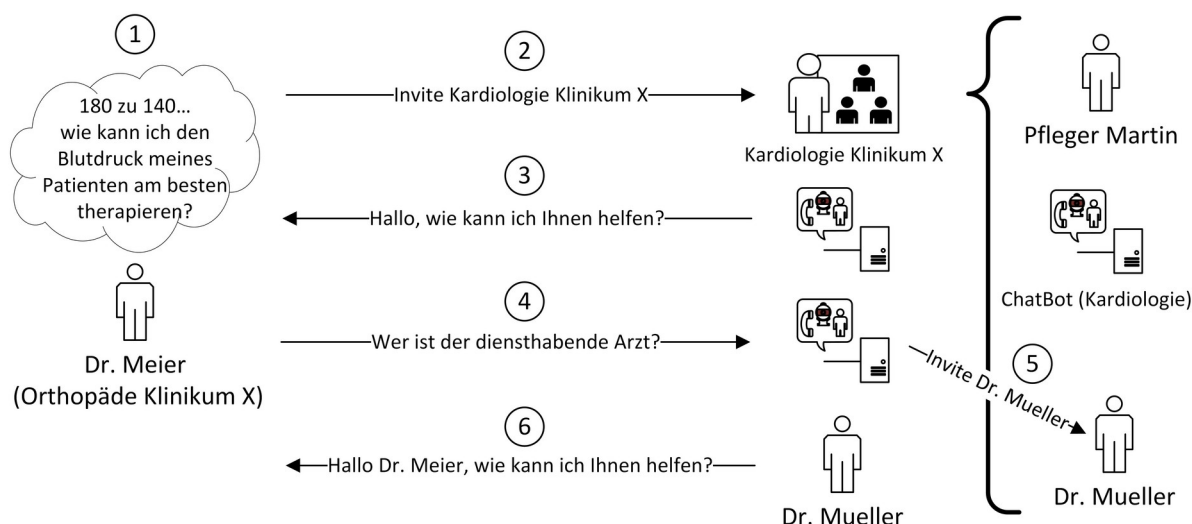 1
180 zu 140...
wie kann ich den
Blutdruck meines
Patienten am besten
therapieren?
Dr. Meier
(Orthopäde Klinikum X)
2
Invite Kardiologie Klinikum X
Kardiologie Klinikum X
3
Hallo, wie kann ich Ihnen helfen?
4
Wer ist der diensthabende Arzt?
5
Invite Dr. Mueller
6
Hallo Dr. Meier, wie kann ich Ihnen helfen?
Dr. Mueller
Pfleger Martin
ChatBot (Kardiologie)
Dr. Mueller